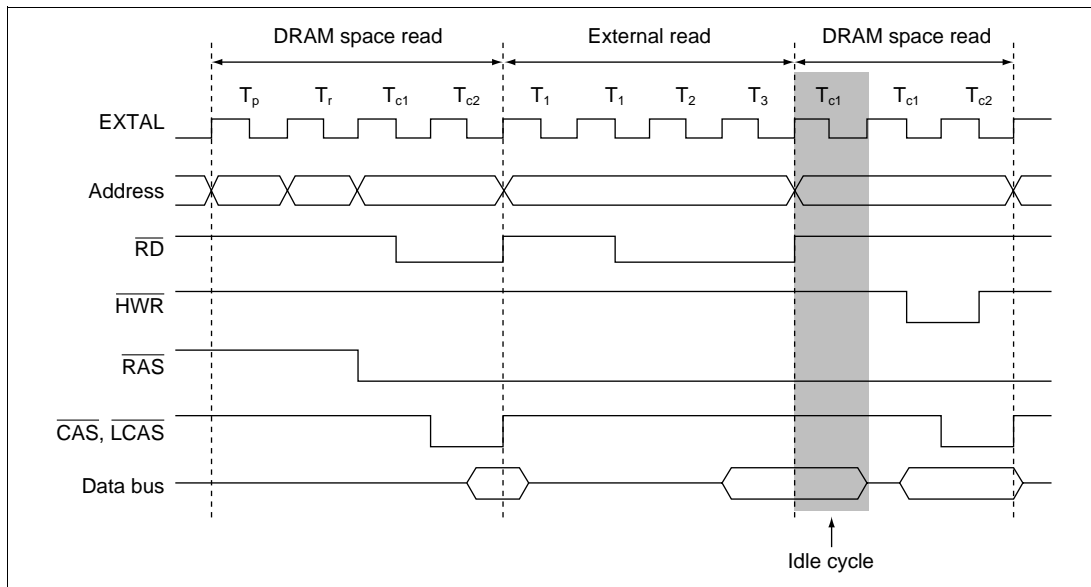 DRAM space read External read DRAM space read
Tp Tr Tc1 Tc2 T1 T1 T2 T3 Tc1 Tc1 Tc2
EXTAL
Address
RD
HWR
RAS
CAS, LCAS
Data bus
Idle cycle